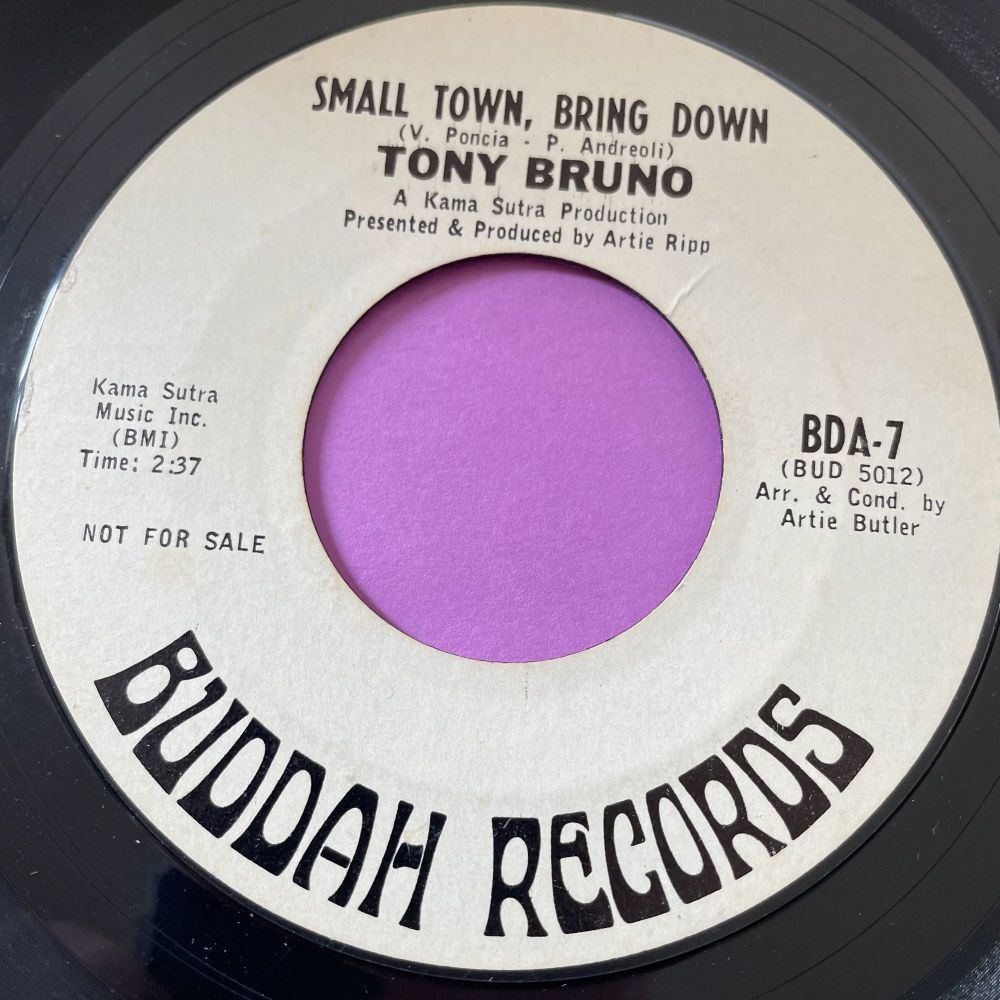 SMALL TOWN, BRING DOWN
(V. Poncia - P. Andreoli)
TONY BRUNO
A Kama Sutra Production
Presented & Produced by Artie Ripp
Kama Sutra
Music Inc.
(BMI)
Time: 2:37
NOT FOR SALE
BDA-7
(BUD 5012)
Arr. & Cond. by
Artie Butler
BUDDAH RECORDS